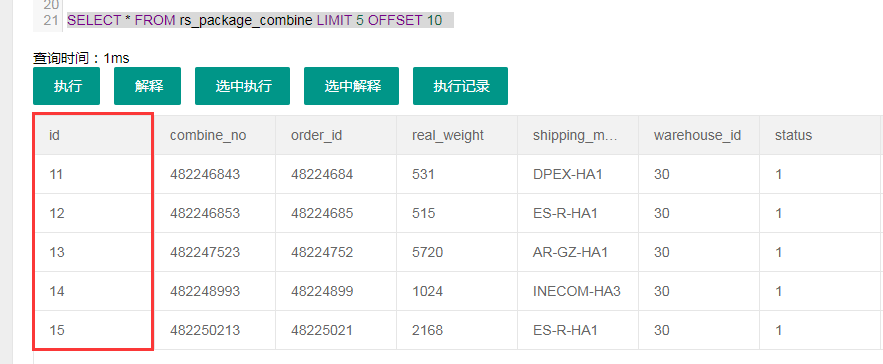 20
21 SELECT * FROM rs_package_combine LIMIT 5 OFFSET 10
查询时间：1ms
执行 解释 选中执行 选中解释 执行记录
id combine_no order_id real_weight shipping_m... warehouse_id status
11 482246843 48224684 531 DPEX-HA1 30 1
12 482246853 48224685 515 ES-R-HA1 30 1
13 482247523 48224752 5720 AR-GZ-HA1 30 1
14 482248993 48224899 1024 INECOM-HA3 30 1
15 482250213 48225021 2168 ES-R-HA1 30 1